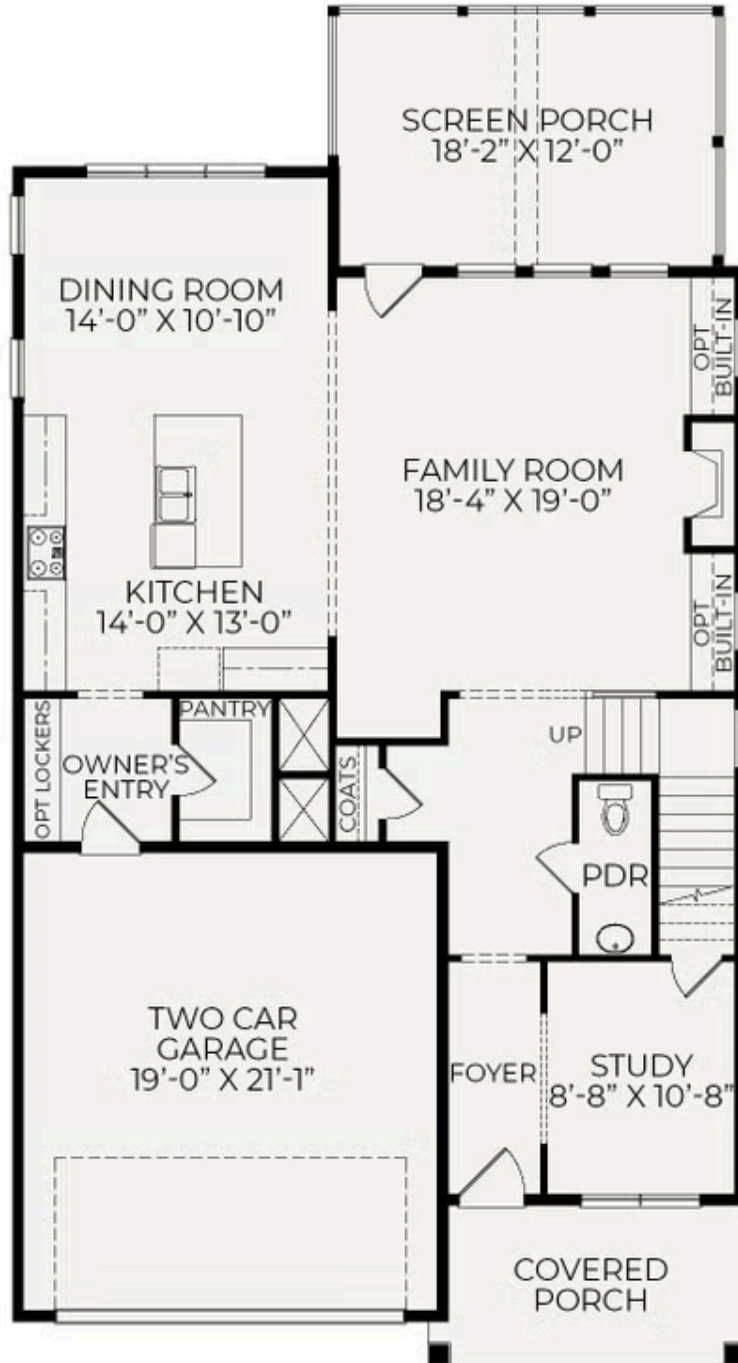 SCREEN PORCH
18'-2” X 12'-0”
DINING ROOM
14'-0” X 10'-10”
OPT
BUILT-IN
FAMILY ROOM
18'-4” X 19'-0”
KITCHEN
14'-0” X 13'-0”
OPT
BUILT-IN
OPT LOCKERS
OWNER'S
ENTRY
PANTRY
COATS
UP
PDR
TWO CAR
GARAGE
19'-0” X 21'-1”
FOYER
STUDY
8'-8” X 10'-8”
COVERED
PORCH